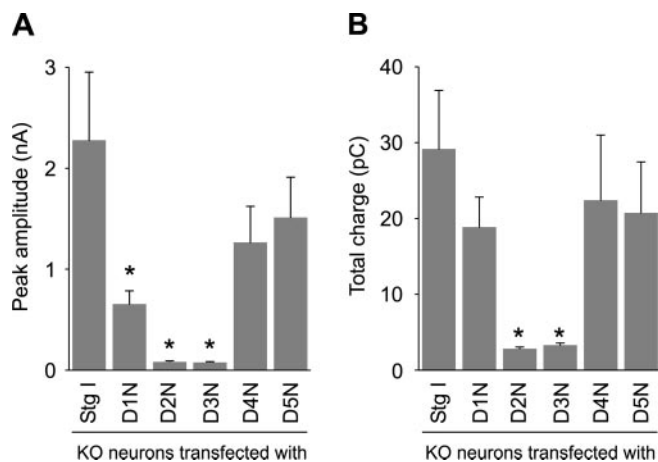 A
Peak amplitude (nA)
3
2
1
0
*
*
*
Stg I
D1N
D2N
D3N
D4N
D5N
KO neurons transfected with
B
Total charge (pC)
40
30
20
10
0
*
*
Stg I
D1N
D2N
D3N
D4N
D5N
KO neurons transfected with